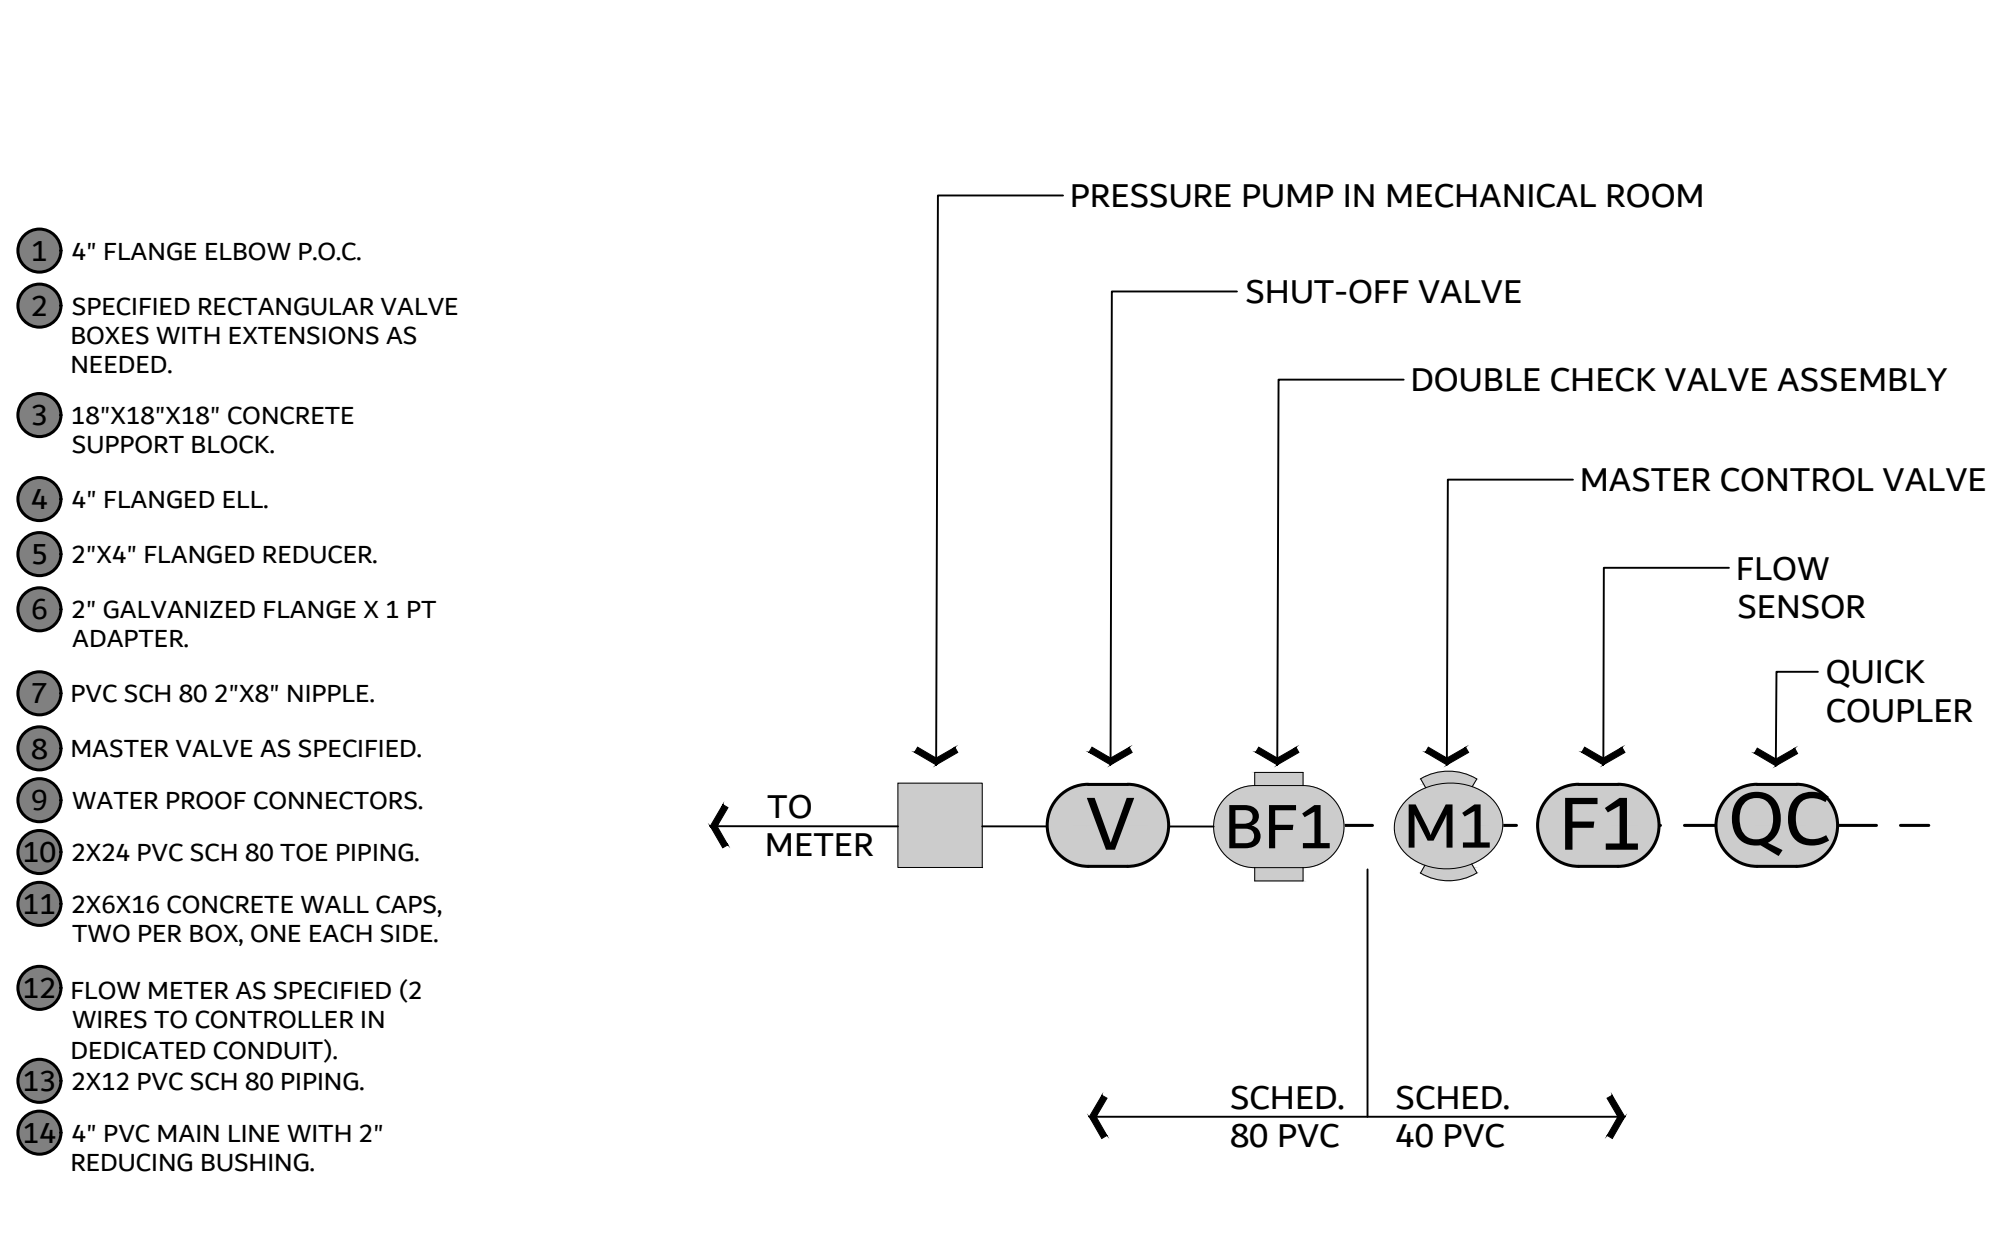 1 4" FLANGE ELBOW P.O.C.
2 SPECIFIED RECTANGULAR VALVE
BOXES WITH EXTENSIONS AS
NEEDED.
3 18"X18"X18" CONCRETE
SUPPORT BLOCK.
4 4" FLANGED ELL.
5 2"X4" FLANGED REDUCER.
6 2" GALVANIZED FLANGE X 1 PT
ADAPTER.
7 PVC SCH 80 2"X8" NIPPLE.
8 MASTER VALVE AS SPECIFIED.
9 WATER PROOF CONNECTORS.
10 2X24 PVC SCH 80 TOE PIPING.
11 2X6X16 CONCRETE WALL CAPS,
TWO PER BOX, ONE EACH SIDE.
12 FLOW METER AS SPECIFIED (2
WIRES TO CONTROLLER IN
DEDICATED CONDUIT).
13 2X12 PVC SCH 80 PIPING.
14 4" PVC MAIN LINE WITH 2"
REDUCING BUSHING.
PRESSURE PUMP IN MECHANICAL ROOM
SHUT-OFF VALVE
DOUBLE CHECK VALVE ASSEMBLY
MASTER CONTROL VALVE
FLOW
SENSOR
QUICK
COUPLER
TO
METER
V
BF1
M1
F1
QC
SCHED.
80 PVC
SCHED.
40 PVC